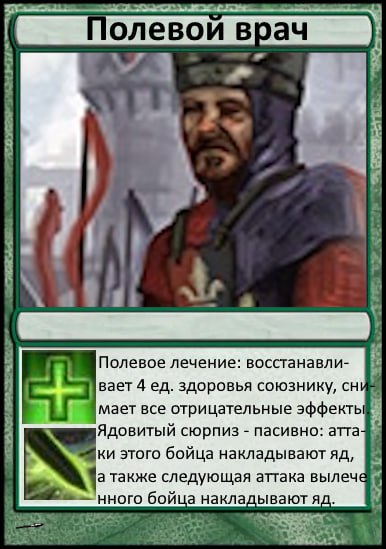 Полевой врач
Полевое лечение: восстанавли-
вает 4 ед. здоровья союзнику, сни-
мает все отрицательные эффекты.
Ядовитый сюрпиз - пасивно: атта-
ки этого бойца накладывают яд,
а также следующая аттака вылече
нного бойца накладывают яд.